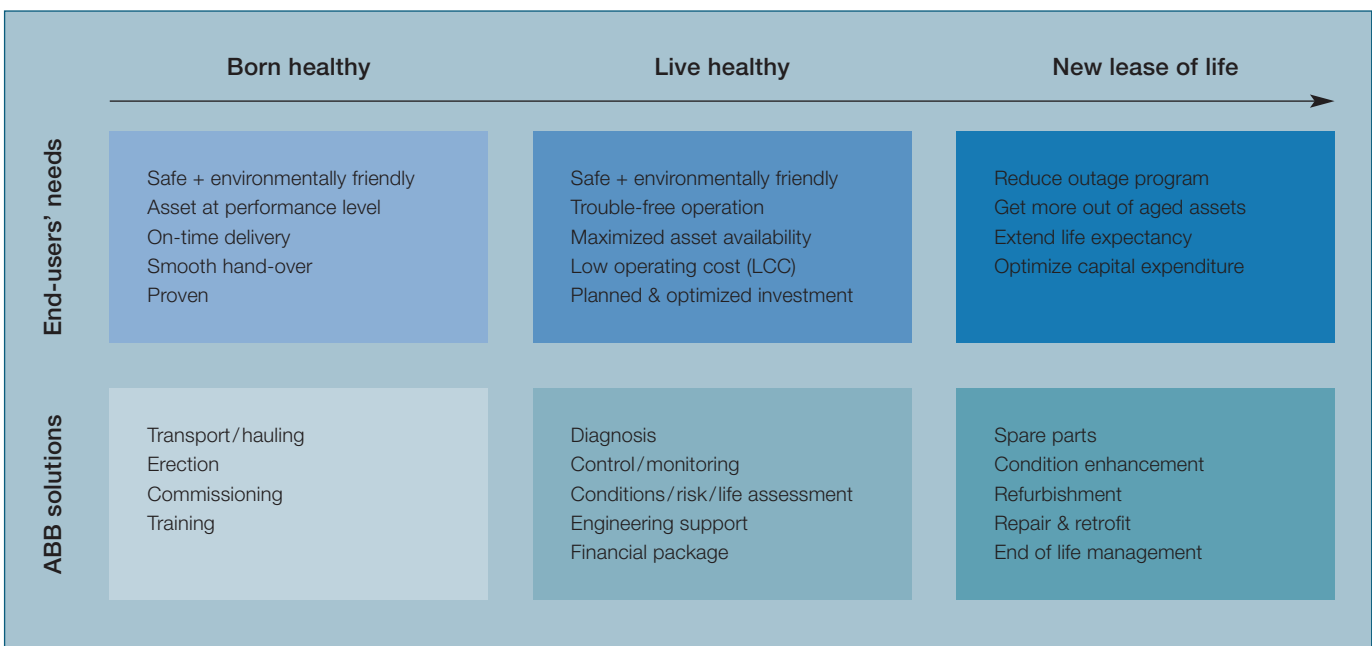 Born healthy
Live healthy
New lease of life
End-users' needs
Safe + environmentally friendly
Asset at performance level
On-time delivery
Smooth hand-over
Proven
Safe + environmentally friendly
Trouble-free operation
Maximized asset availability
Low operating cost (LCC)
Planned & optimized investment
Reduce outage program
Get more out of aged assets
Extend life expectancy
Optimize capital expenditure
ABB solutions
Transport/hauling
Erection
Commissioning
Training
Diagnosis
Control/monitoring
Conditions/risk/life assessment
Engineering support
Financial package
Spare parts
Condition enhancement
Refurbishment
Repair & retrofit
End of life management